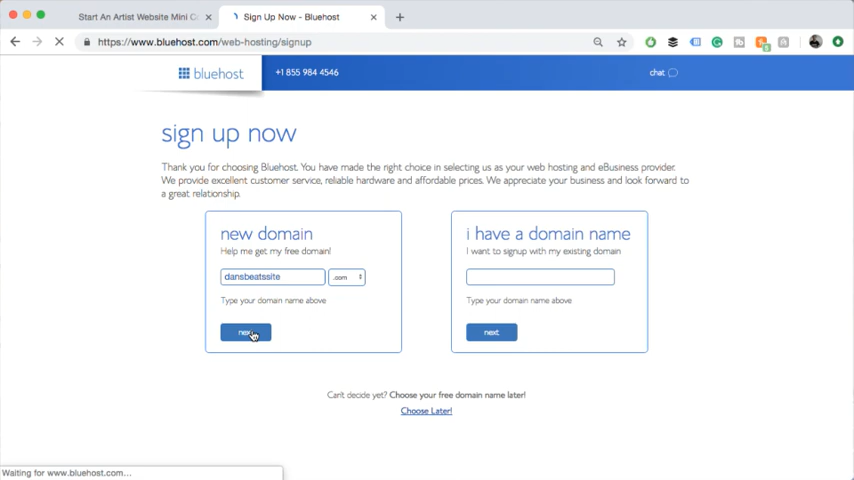 Start An Artist Website Mini C
Sign Up Now - Bluehost
https://www.bluehost.com/web-hosting/signup
bluehost
+1 855 984 4546
chat
sign up now
Thank you for choosing Bluehost. You have made the right choice in selecting us as your web hosting and eBusiness provider.
We provide excellent customer service, reliable hardware and affordable prices. We appreciate your business and look forward to
a great relationship.
new domain
Help me get my free domain!
dansbeatssite
.com
Type your domain name above
next
i have a domain name
I want to signup with my existing domain
Type your domain name above
next
Can't decide yet? Choose your free domain name later!
Choose Later!
Waiting for www.bluehost.com...